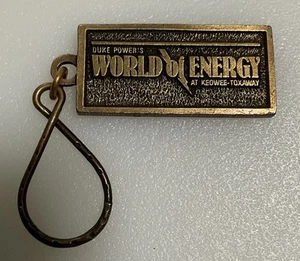 DUKE POWER'S
WORLD of ENERGY
AT KEOWEE-TOXAWAY